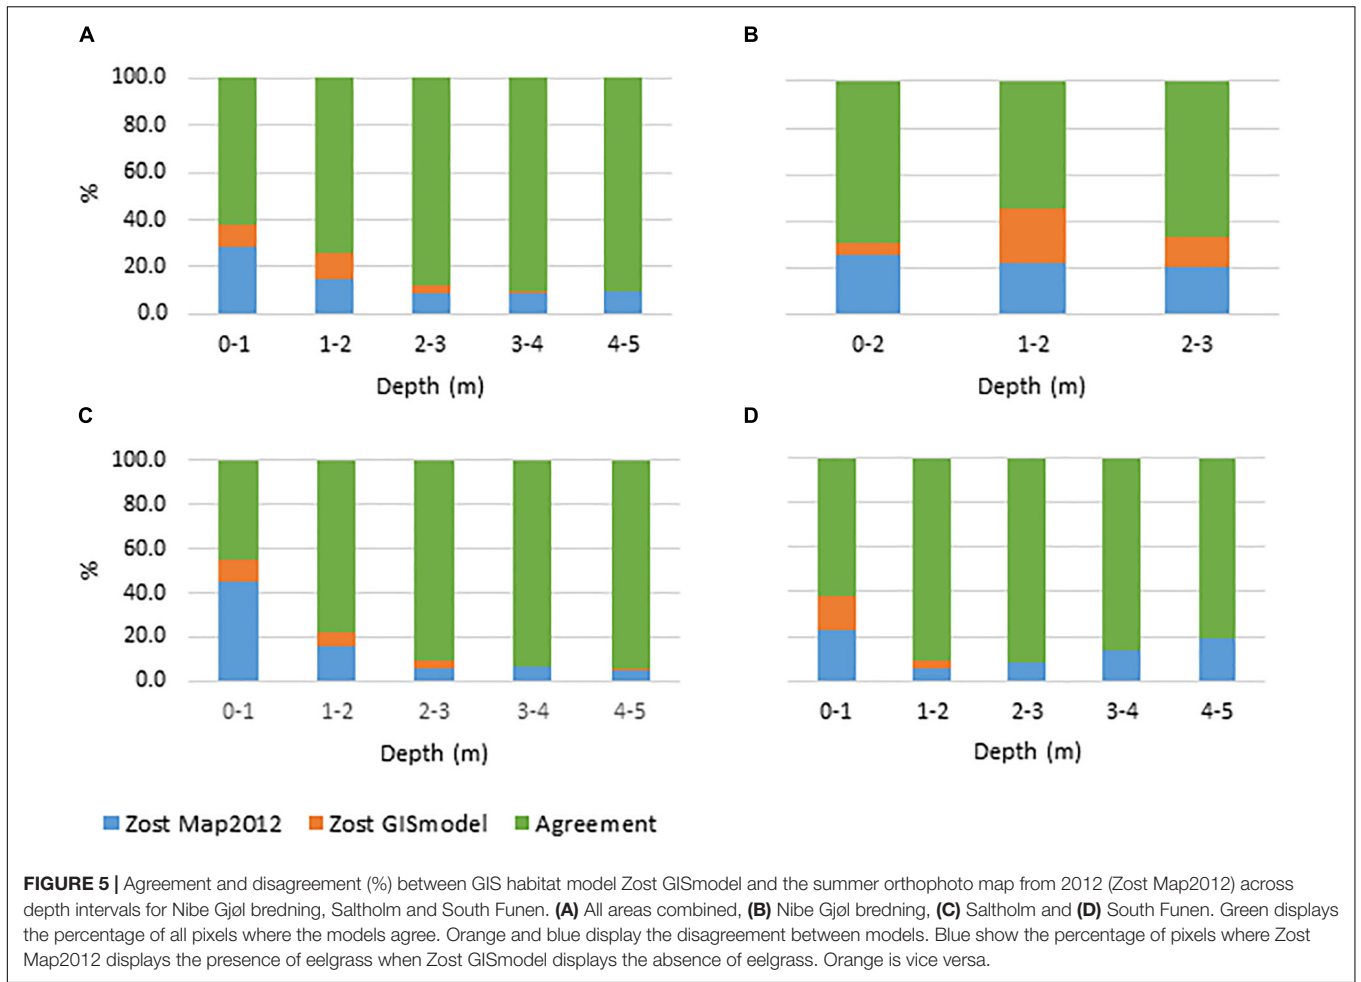 A
B
100.0
80.0
60.0
40.0
20.0
0.0
%
0-1 1-2 2-3 3-4 4-5
Depth (m)
0-2 1-2 2-3
Depth (m)
C
D
100.0
80.0
60.0
40.0
20.0
0.0
%
0-1 1-2 2-3 3-4 4-5
Depth (m)
0-1 1-2 2-3 3-4 4-5
Depth (m)
Zost Map2012 Zost GISmodel Agreement
FIGURE 5 | Agreement and disagreement (%) between GIS habitat model Zost GISmodel and the summer orthophoto map from 2012 (Zost Map2012) across
depth intervals for Nibe Gjøl bredning, Saltholm and South Funen. (A) All areas combined, (B) Nibe Gjøl bredning, (C) Saltholm and (D) South Funen. Green displays
the percentage of all pixels where the models agree. Orange and blue display the disagreement between models. Blue show the percentage of pixels where Zost
Map2012 displays the presence of eelgrass when Zost GISmodel displays the absence of eelgrass. Orange is vice versa.